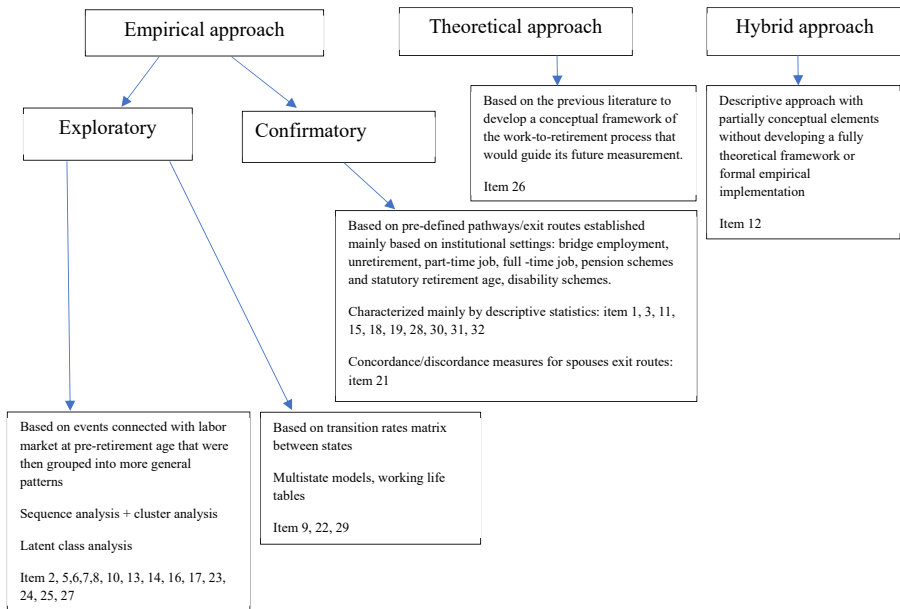 Empirical approach
Theoretical approach
Hybrid approach
Exploratory
Confirmatory
Based on the previous literature to
develop a conceptual framework of
the work-to-retirement process that
would guide its future measurement.
Item 26
Descriptive approach with
partially conceptual elements
without developing a fully
theoretical framework or
formal empirical
implementation
Item 12
Based on pre-defined pathways/exit routes established
mainly based on institutional settings: bridge employment,
unretirement, part-time job, full -time job, pension schemes
and statutory retirement age, disability schemes.
Characterized mainly by descriptive statistics: item 1, 3, 11,
15, 18, 19, 28, 30, 31, 32
Concordance/discordance measures for spouses exit routes:
item 21
Based on events connected with labor
market at pre-retirement age that were
then grouped into more general
patterns
Sequence analysis + cluster analysis
Latent class analysis
Item 2, 5,6,7,8, 10, 13, 14, 16, 17, 23,
24, 25, 27
Based on transition rates matrix
between states
Multistate models, working life
tables
Item 9, 22, 29